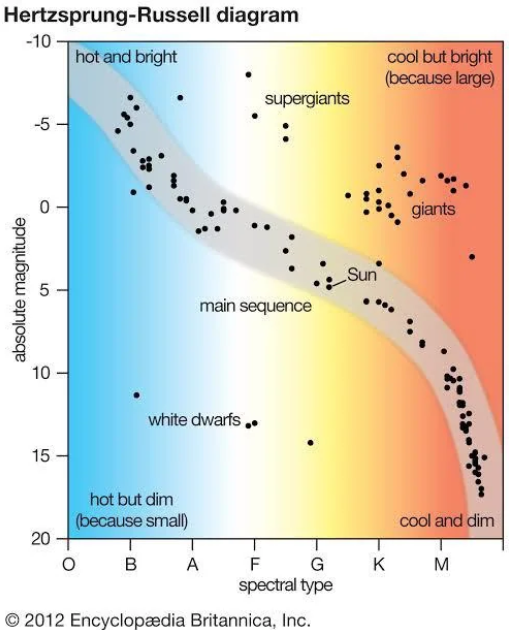 Hertzsprung-Russell diagram
-10
hot and bright
cool but bright
(because large)
supergiants
-5
0
giants
absolute magnitude
Sun
5
main sequence
10
white dwarfs
15
hot but dim
(because small)
cool and dim
20
O B A F G K M
spectral type
© 2012 Encyclopædia Britannica, Inc.